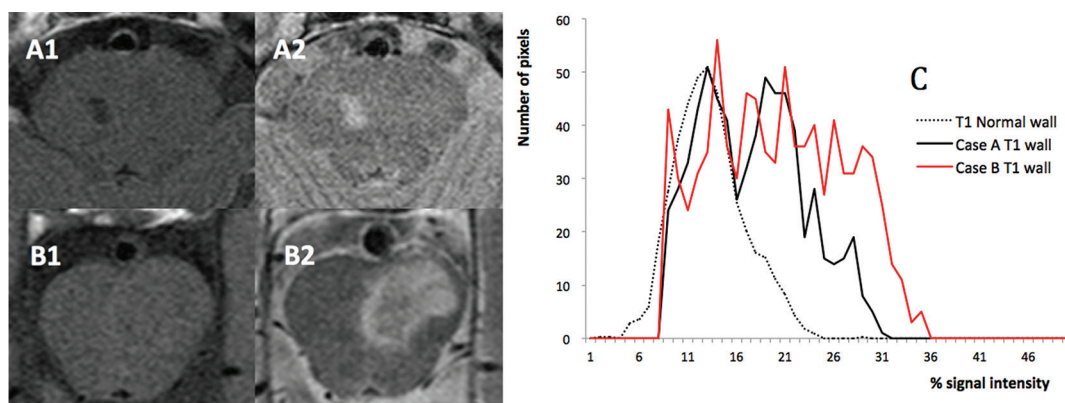 A1
A2
B1
B2
Number of pixels
60
50
40
30
20
10
0
1 6 11 16 21 26 31 36 41 46
% signal intensity
C
T1 Normal wall
Case A T1 wall
Case B T1 wall